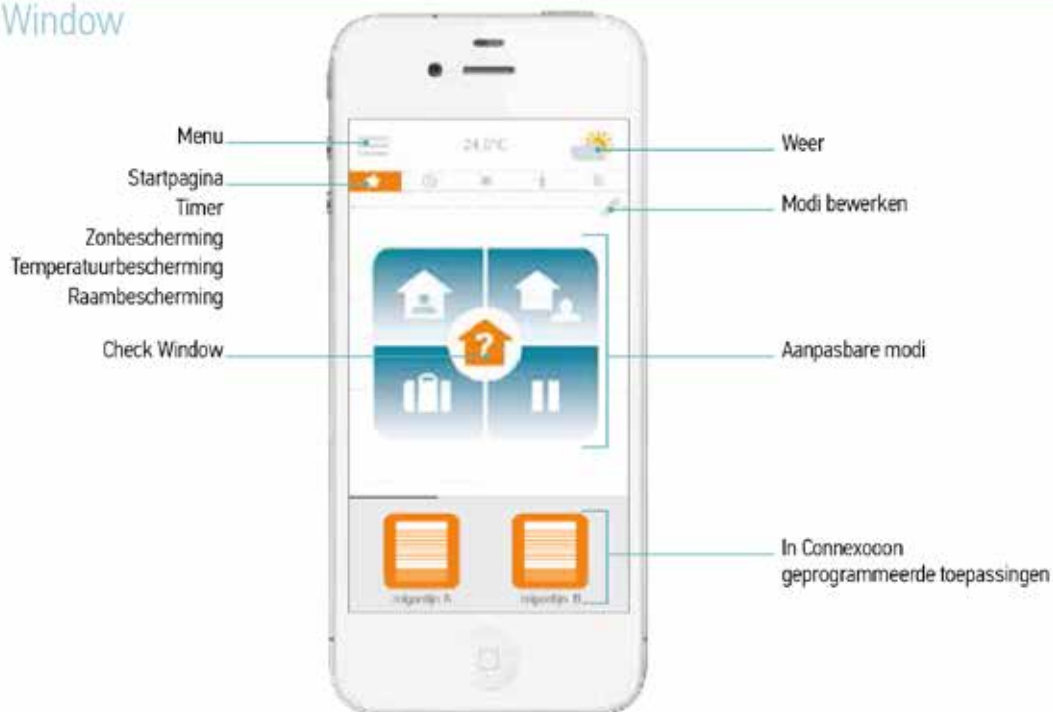 Window
Menu
24.0°C
Weer
Startpagina
Timer
Modi bewerken
Zonbescherming
Temperatuurbescherming
Raambescherming
?
Check Window
Aanpasbare modi
In Connexooon
geprogrammeerde toepassingen